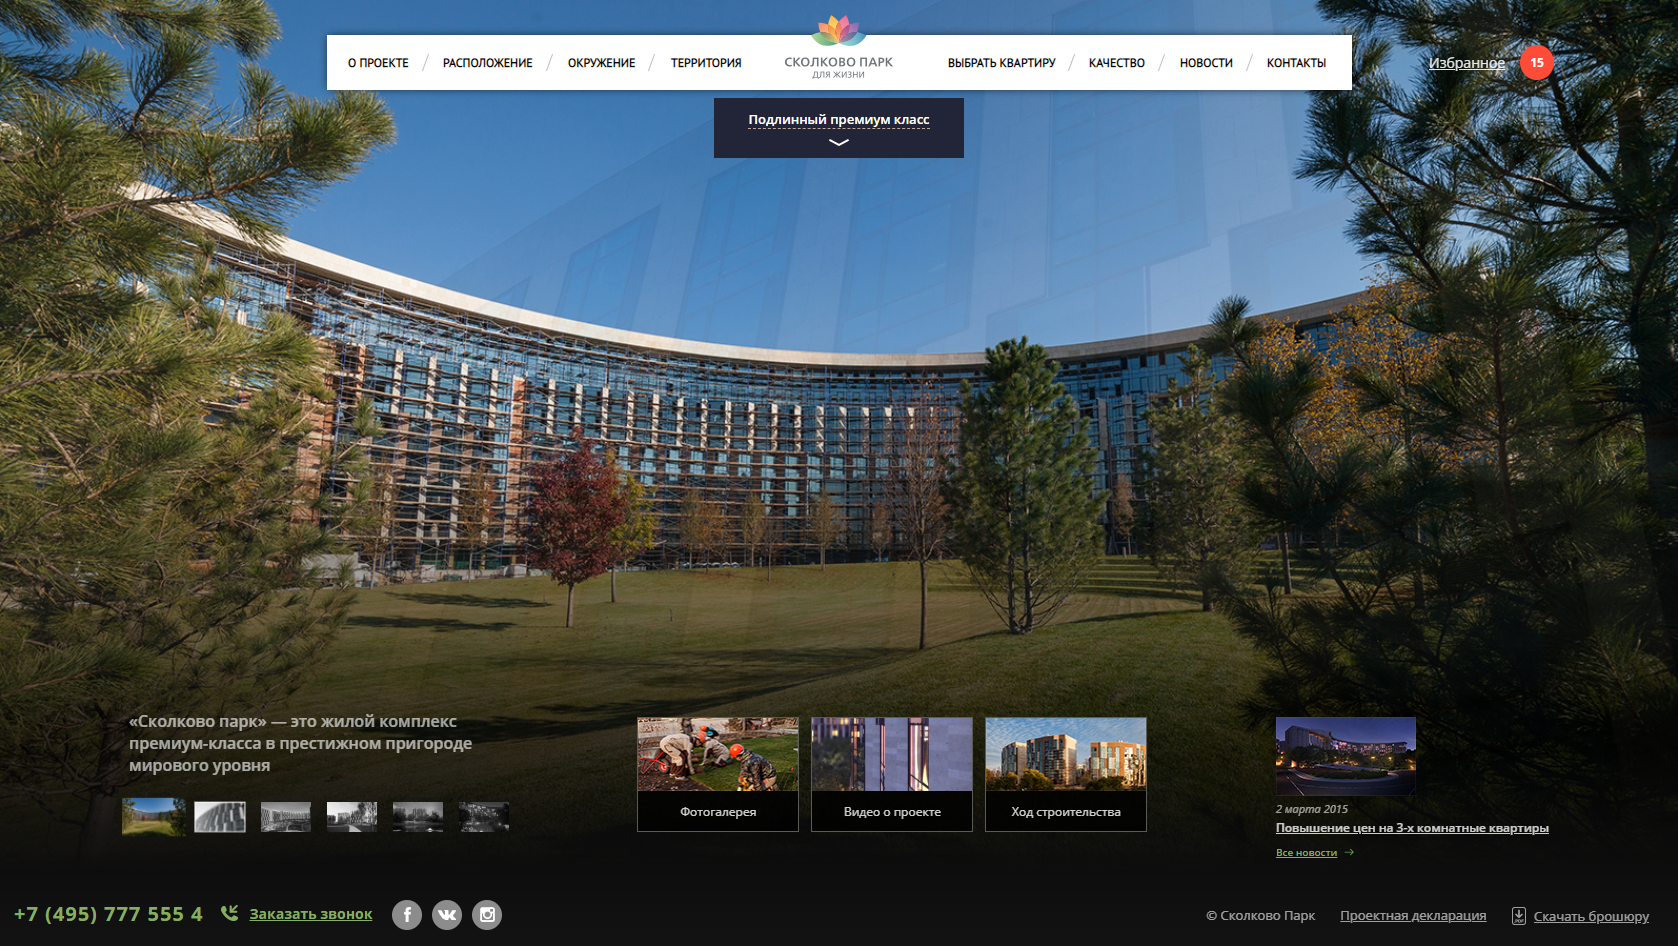 О ПРОЕКТЕ / РАСПОЛОЖЕНИЕ / ОКРУЖЕНИЕ / ТЕРРИТОРИЯ
СКОЛКОВО ПАРК
ДЛЯ ЖИЗНИ
ВЫБРАТЬ КВАРТИРУ / КАЧЕСТВО / НОВОСТИ / КОНТАКТЫ
Избранное 15
Подлинный премиум класс
«Сколково парк» — это жилой комплекс
премиум-класса в престижном пригороде
мирового уровня
Фотогалерея
Видео о проекте
Ход строительства
2 марта 2015
Повышение цен на 3-х комнатные квартиры
Все новости
+7 (495) 777 555 4
Заказать звонок
© Сколково Парк
Проектная декларация
PDF
Скачать брошюру